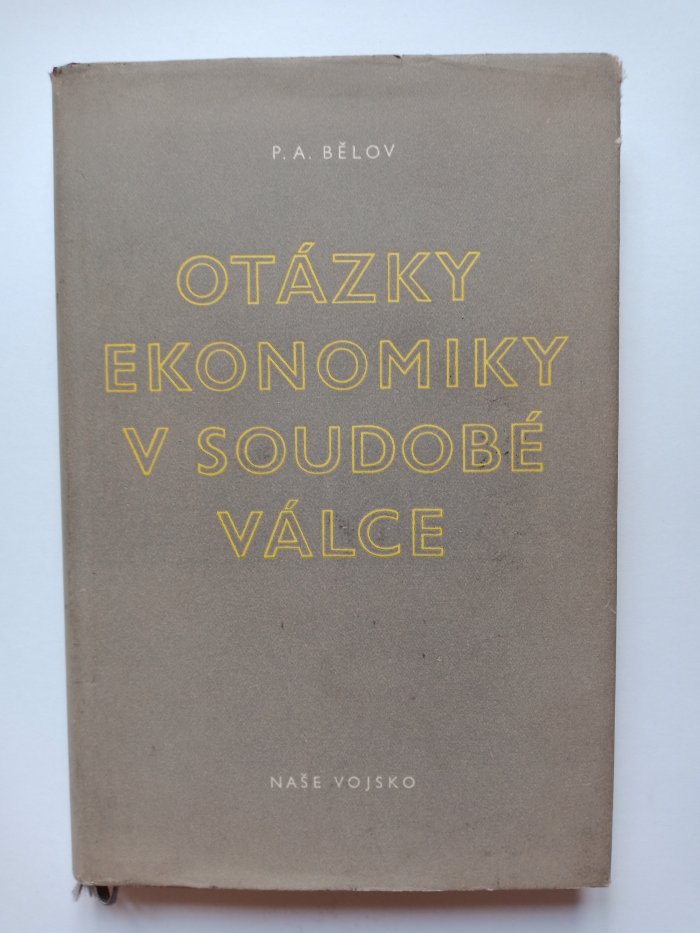 P. A. BĚLOV
OTÁZKY
EKONOMIKY
V SOUDOBÉ
VÁLCE
NAŠE VOJSKO